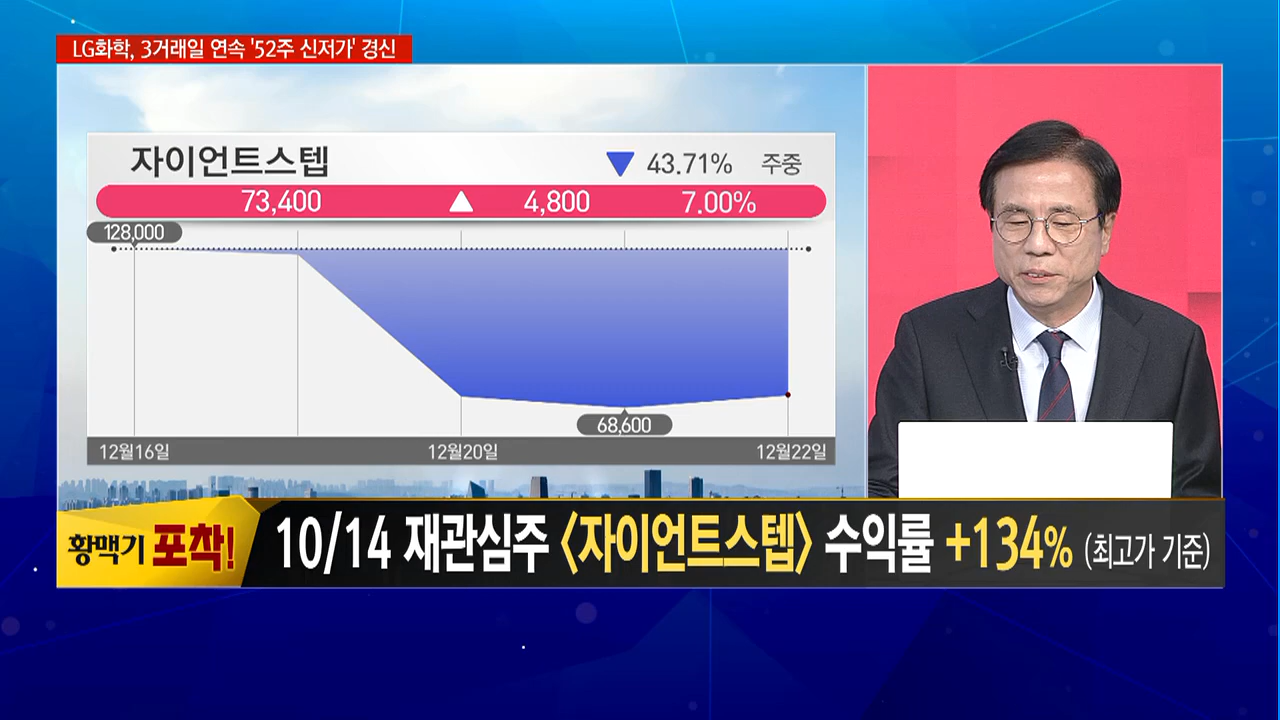 LG화학, 3거래일 연속 '52주 신저가' 경신
자이언트스텝 ▼ 43.71% 주중
73,400 ▲ 4,800 7.00%
128,000
68,600
12월16일 12월20일 12월22일
황맥기 포착! 10/14 재관심주 <자이언트스텝> 수익률 +134% (최고가 기준)